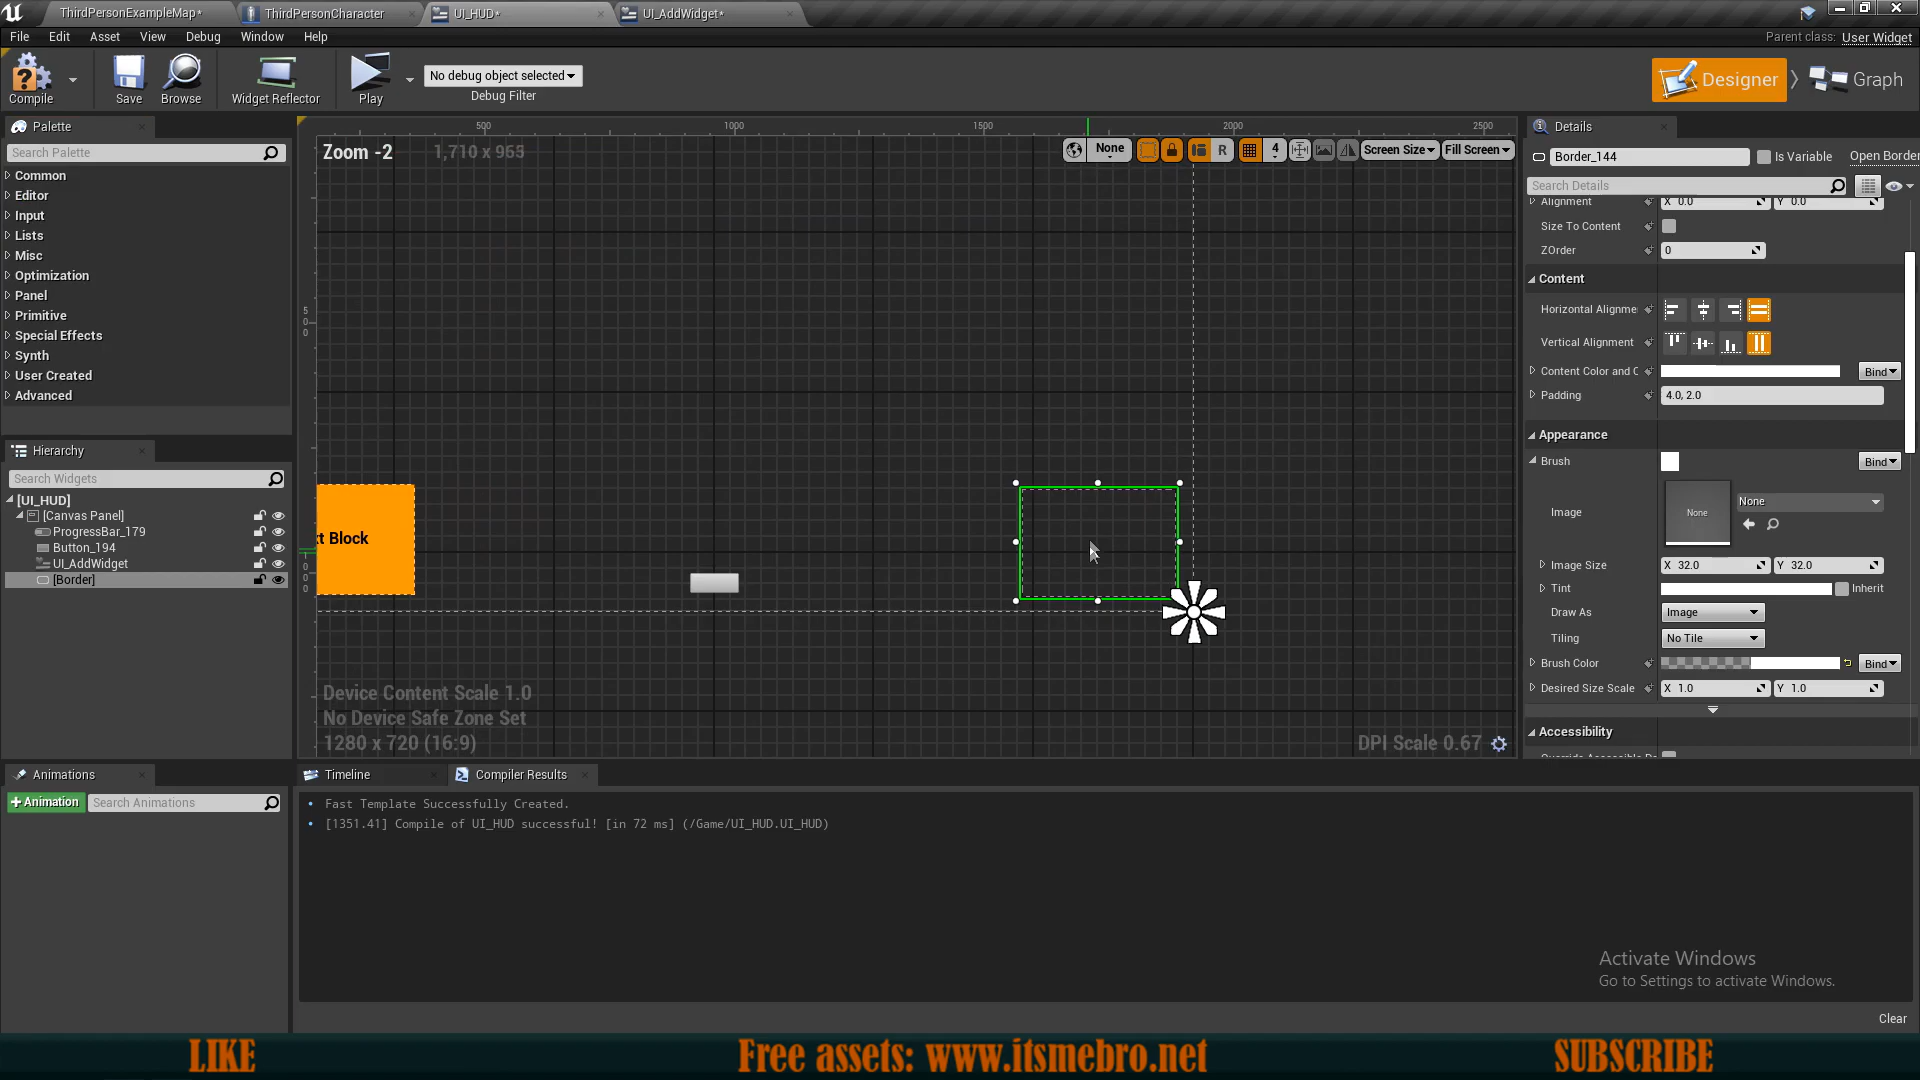 ThirdPersonExampleMap*
ThirdPersonCharacter
UI_HUD*
UI_AddWidget*
File Edit Asset View Debug Window Help
Parent class: User Widget
Compile
Save
Browse
Widget Reflector
Play
No debug object selected
Debug Filter
Designer
Graph
Palette
Search Palette
Common
Editor
Input
Lists
Misc
Optimization
Panel
Primitive
Special Effects
Synth
User Created
Advanced
Hierarchy
Search Widgets
[UI_HUD]
[Canvas Panel]
ProgressBar_179
Button_194
UI_AddWidget
[Border]
Animations
+Animation
Search Animations
500 1000 1500 2000 2500
Zoom -2
1,710 x 965
None
R
4
Screen Size
Fill Screen
500
1000
t Block
Device Content Scale 1.0
No Device Safe Zone Set
1280 x 720 (16:9)
DPI Scale 0.67
Timeline
Compiler Results
Fast Template Successfully Created.
[1351.41] Compile of UI_HUD successful! [in 72 ms] (/Game/UI_HUD.UI_HUD)
Clear
Details
Border_144
Is Variable
Open Border
Search Details
Alignment X 0.0 Y 0.0
Size To Content
ZOrder 0
Content
Horizontal Alignme
Vertical Alignment
Content Color and C Bind
Padding 4.0, 2.0
Appearance
Brush Bind
Image None None
Image Size X 32.0 Y 32.0
Tint Inherit
Draw As Image
Tiling No Tile
Brush Color Bind
Desired Size Scale X 1.0 Y 1.0
Accessibility
Activate Windows
Go to Settings to activate Windows.
LIKE
Free assets: www.itsmebro.net
SUBSCRIBE